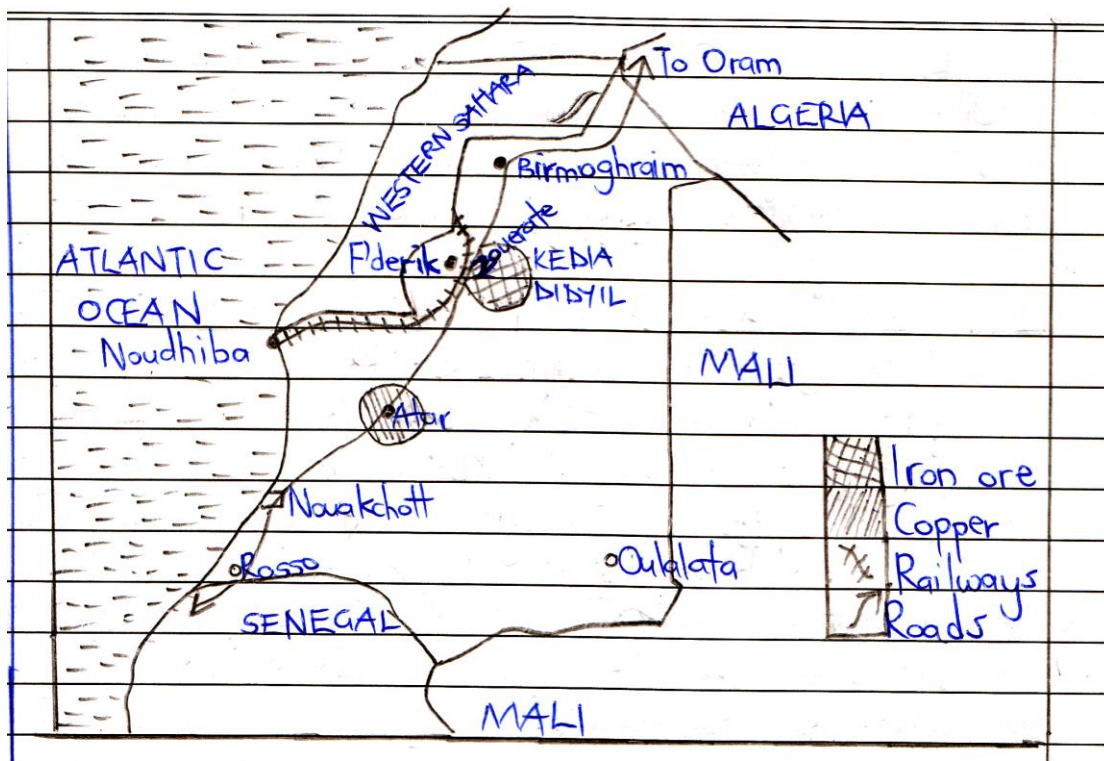 To Oram
ALGERIA
WESTERN SAHARA
Birmoghraim
ATLANTIC
OCEAN
F'derik
Zouerate
KEDIA
DIDYIL
Noudhiba
MALI
Atar
Iron ore
Nouakchott
Copper
Rosso
Oulalata
Railways
SENEGAL
Roads
MALI